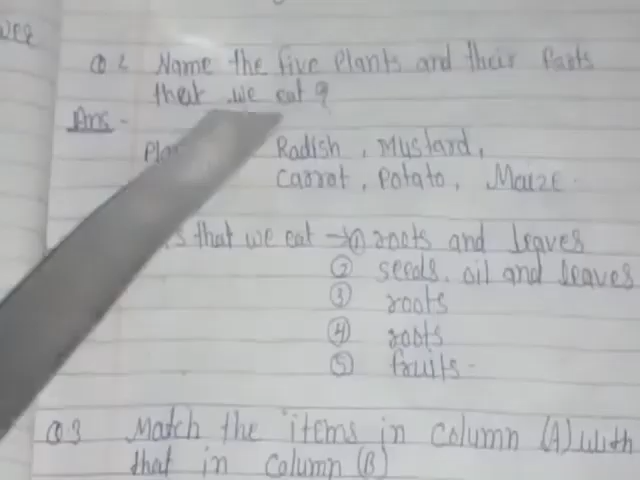 Q 2 Name the five Plants and their Parts
that we eat ?
Ans -
Radish, Mustard,
Carrot, Potato, Maize.
that we eat → ① roots and leaves
② seeds. oil and leaves
③ roots
④ roots
⑤ fruits -
Q 3 Match the items in column (A) with
that in column (B)